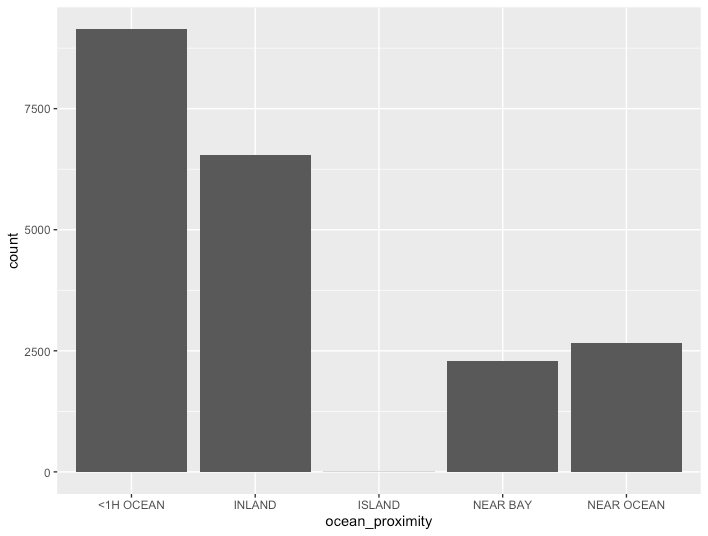 7500
5000
2500
0
count
<1H OCEAN
INLAND
ISLAND
NEAR BAY
NEAR OCEAN
ocean_proximity